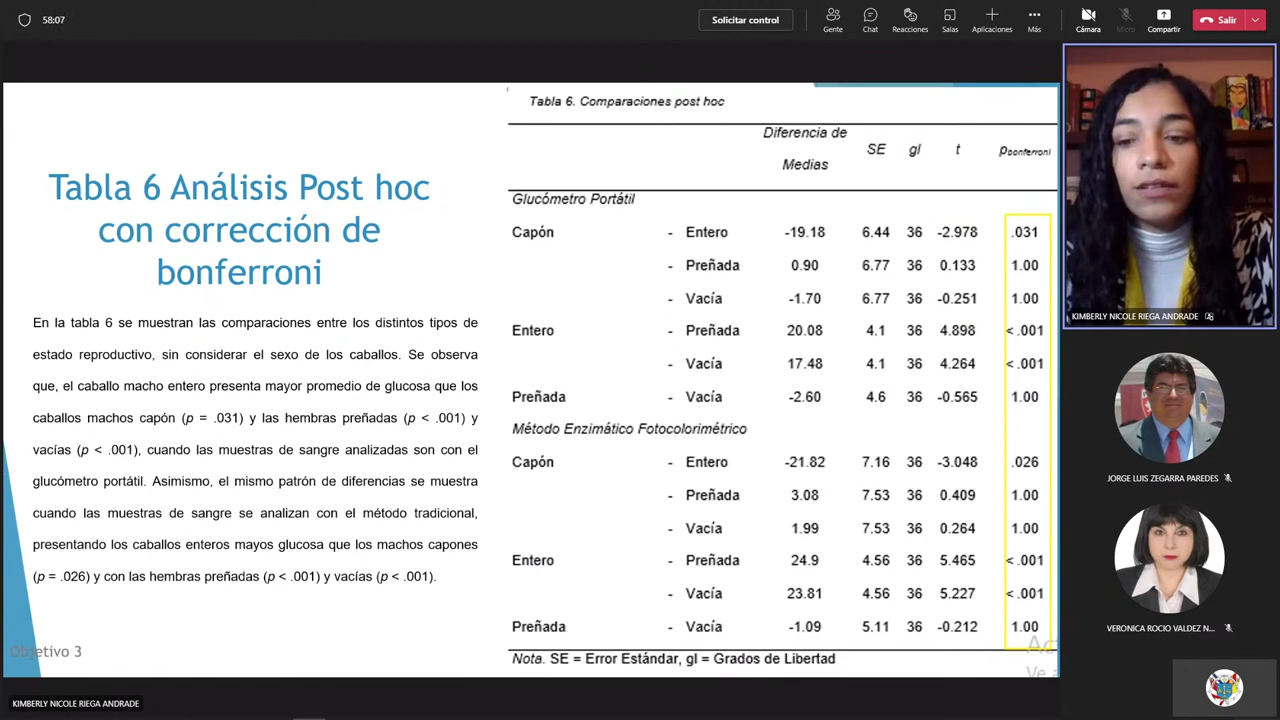 58:07
Solicitar control
Gente
Chat
Reacciones
Salas
Aplicaciones
Más
Cámara
Micro
Compartir
Salir
Tabla 6 Análisis Post hoc
con corrección de
bonferroni
En la tabla 6 se muestran las comparaciones entre los distintos tipos de
estado reproductivo, sin considerar el sexo de los caballos. Se observa
que, el caballo macho entero presenta mayor promedio de glucosa que los
caballos machos capón (p = .031) y las hembras preñadas (p < .001) y
vacías (p < .001), cuando las muestras de sangre analizadas son con el
glucómetro portátil. Asimismo, el mismo patrón de diferencias se muestra
cuando las muestras de sangre se analizan con el método tradicional,
presentando los caballos enteros mayos glucosa que los machos capones
(p = .026) y con las hembras preñadas (p < .001) y vacías (p < .001).
Objetivo 3
Tabla 6. Comparaciones post hoc
Diferencia de
Medias SE gl t pbonferroni
Glucómetro Portátil
Capón - Entero -19.18 6.44 36 -2.978 .031
- Preñada 0.90 6.77 36 0.133 1.00
- Vacía -1.70 6.77 36 -0.251 1.00
Entero - Preñada 20.08 4.1 36 4.898 < .001
- Vacía 17.48 4.1 36 4.264 < .001
Preñada - Vacía -2.60 4.6 36 -0.565 1.00
Método Enzimático Fotocolorimétrico
Capón - Entero -21.82 7.16 36 -3.048 .026
- Preñada 3.08 7.53 36 0.409 1.00
- Vacía 1.99 7.53 36 0.264 1.00
Entero - Preñada 24.9 4.56 36 5.465 < .001
- Vacía 23.81 4.56 36 5.227 < .001
Preñada - Vacía -1.09 5.11 36 -0.212 1.00
Nota. SE = Error Estándar, gl = Grados de Libertad
KIMBERLY NICOLE RIEGA ANDRADE
JORGE LUIS ZEGARRA PAREDES
VERONICA ROCIO VALDEZ N...
KIMBERLY NICOLE RIEGA ANDRADE